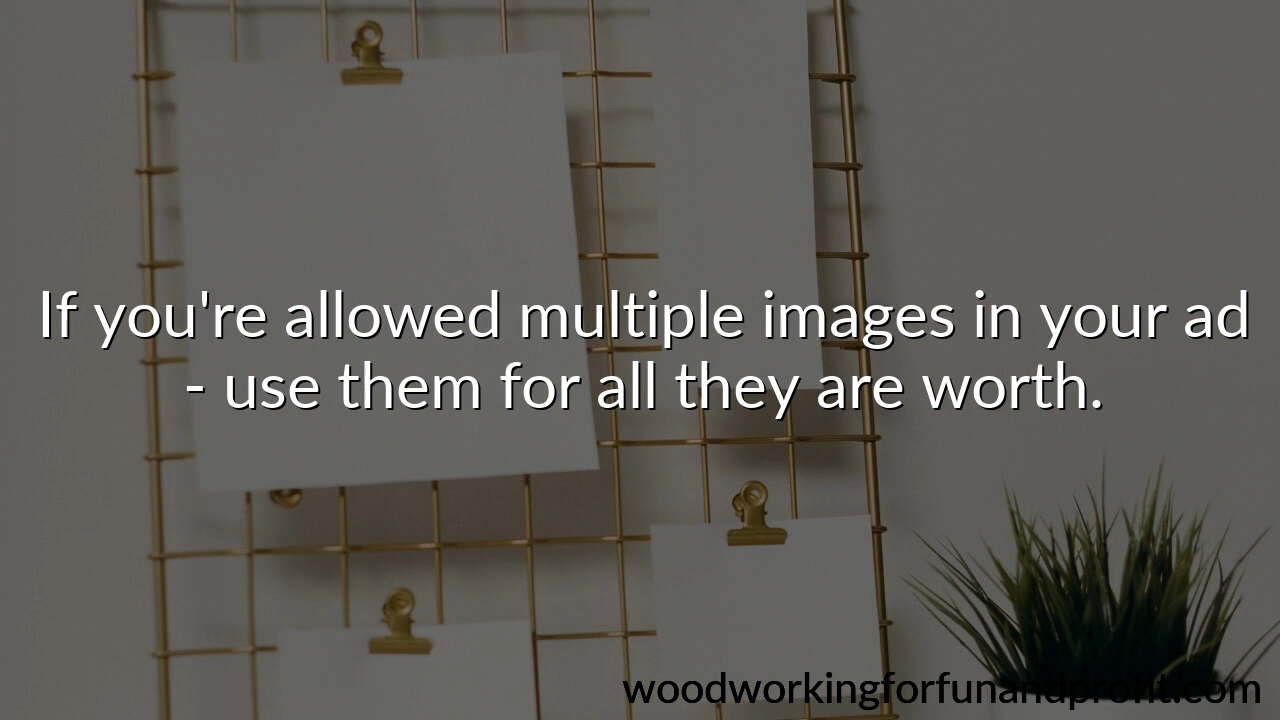 If you're allowed multiple images in your ad
- use them for all they are worth.
woodworkingforfunandprofit.com